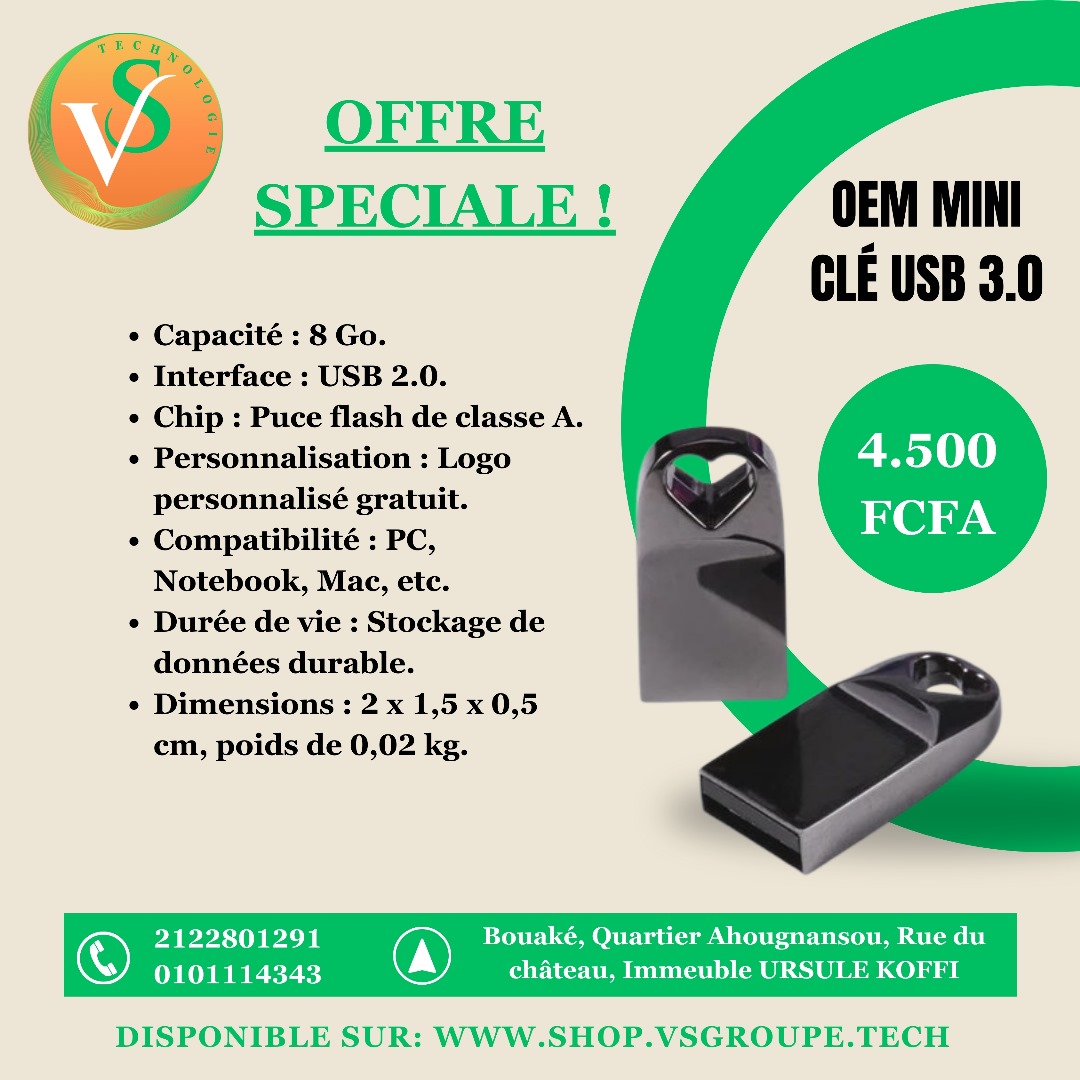 TECHNOLOGIE
VS
OFFRE
SPECIALE !
OEM MINI
CLÉ USB 3.0
• Capacité : 8 Go.
• Interface : USB 2.0.
• Chip : Puce flash de classe A.
• Personnalisation : Logo
personnalisé gratuit.
• Compatibilité : PC,
Notebook, Mac, etc.
• Durée de vie : Stockage de
données durable.
• Dimensions : 2 x 1,5 x 0,5
cm, poids de 0,02 kg.
4.500
FCFA
2122801291
0101114343
Bouaké, Quartier Ahougnansou, Rue du
château, Immeuble URSULE KOFFI
DISPONIBLE SUR: WWW.SHOP.VSGROUPE.TECH